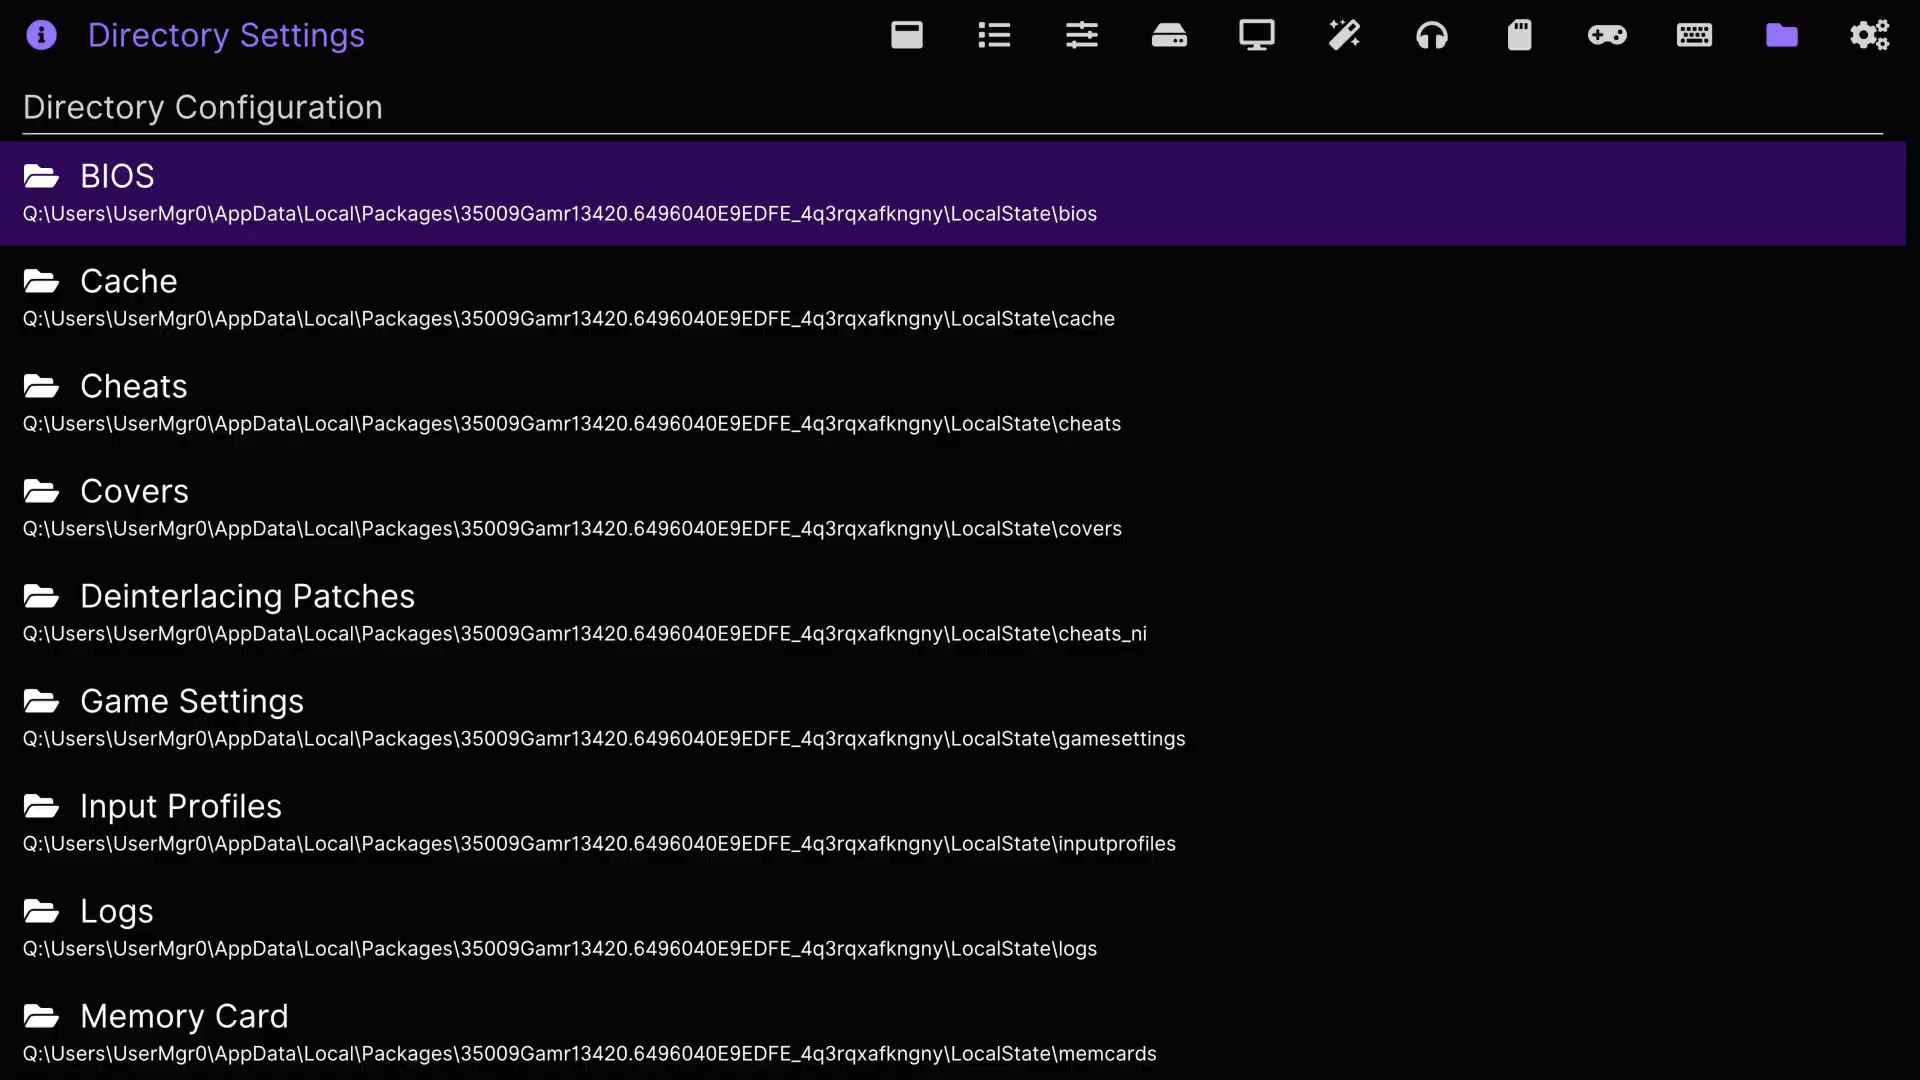 Directory Settings
Directory Configuration
BIOS
Q:\Users\UserMgr0\AppData\Local\Packages\35009Gamr13420.6496040E9EDFE_4q3rqxafkngny\LocalState\bios
Cache
Q:\Users\UserMgr0\AppData\Local\Packages\35009Gamr13420.6496040E9EDFE_4q3rqxafkngny\LocalState\cache
Cheats
Q:\Users\UserMgr0\AppData\Local\Packages\35009Gamr13420.6496040E9EDFE_4q3rqxafkngny\LocalState\cheats
Covers
Q:\Users\UserMgr0\AppData\Local\Packages\35009Gamr13420.6496040E9EDFE_4q3rqxafkngny\LocalState\covers
Deinterlacing Patches
Q:\Users\UserMgr0\AppData\Local\Packages\35009Gamr13420.6496040E9EDFE_4q3rqxafkngny\LocalState\cheats_ni
Game Settings
Q:\Users\UserMgr0\AppData\Local\Packages\35009Gamr13420.6496040E9EDFE_4q3rqxafkngny\LocalState\gamesettings
Input Profiles
Q:\Users\UserMgr0\AppData\Local\Packages\35009Gamr13420.6496040E9EDFE_4q3rqxafkngny\LocalState\inputprofiles
Logs
Q:\Users\UserMgr0\AppData\Local\Packages\35009Gamr13420.6496040E9EDFE_4q3rqxafkngny\LocalState\logs
Memory Card
Q:\Users\UserMgr0\AppData\Local\Packages\35009Gamr13420.6496040E9EDFE_4q3rqxafkngny\LocalState\memcards